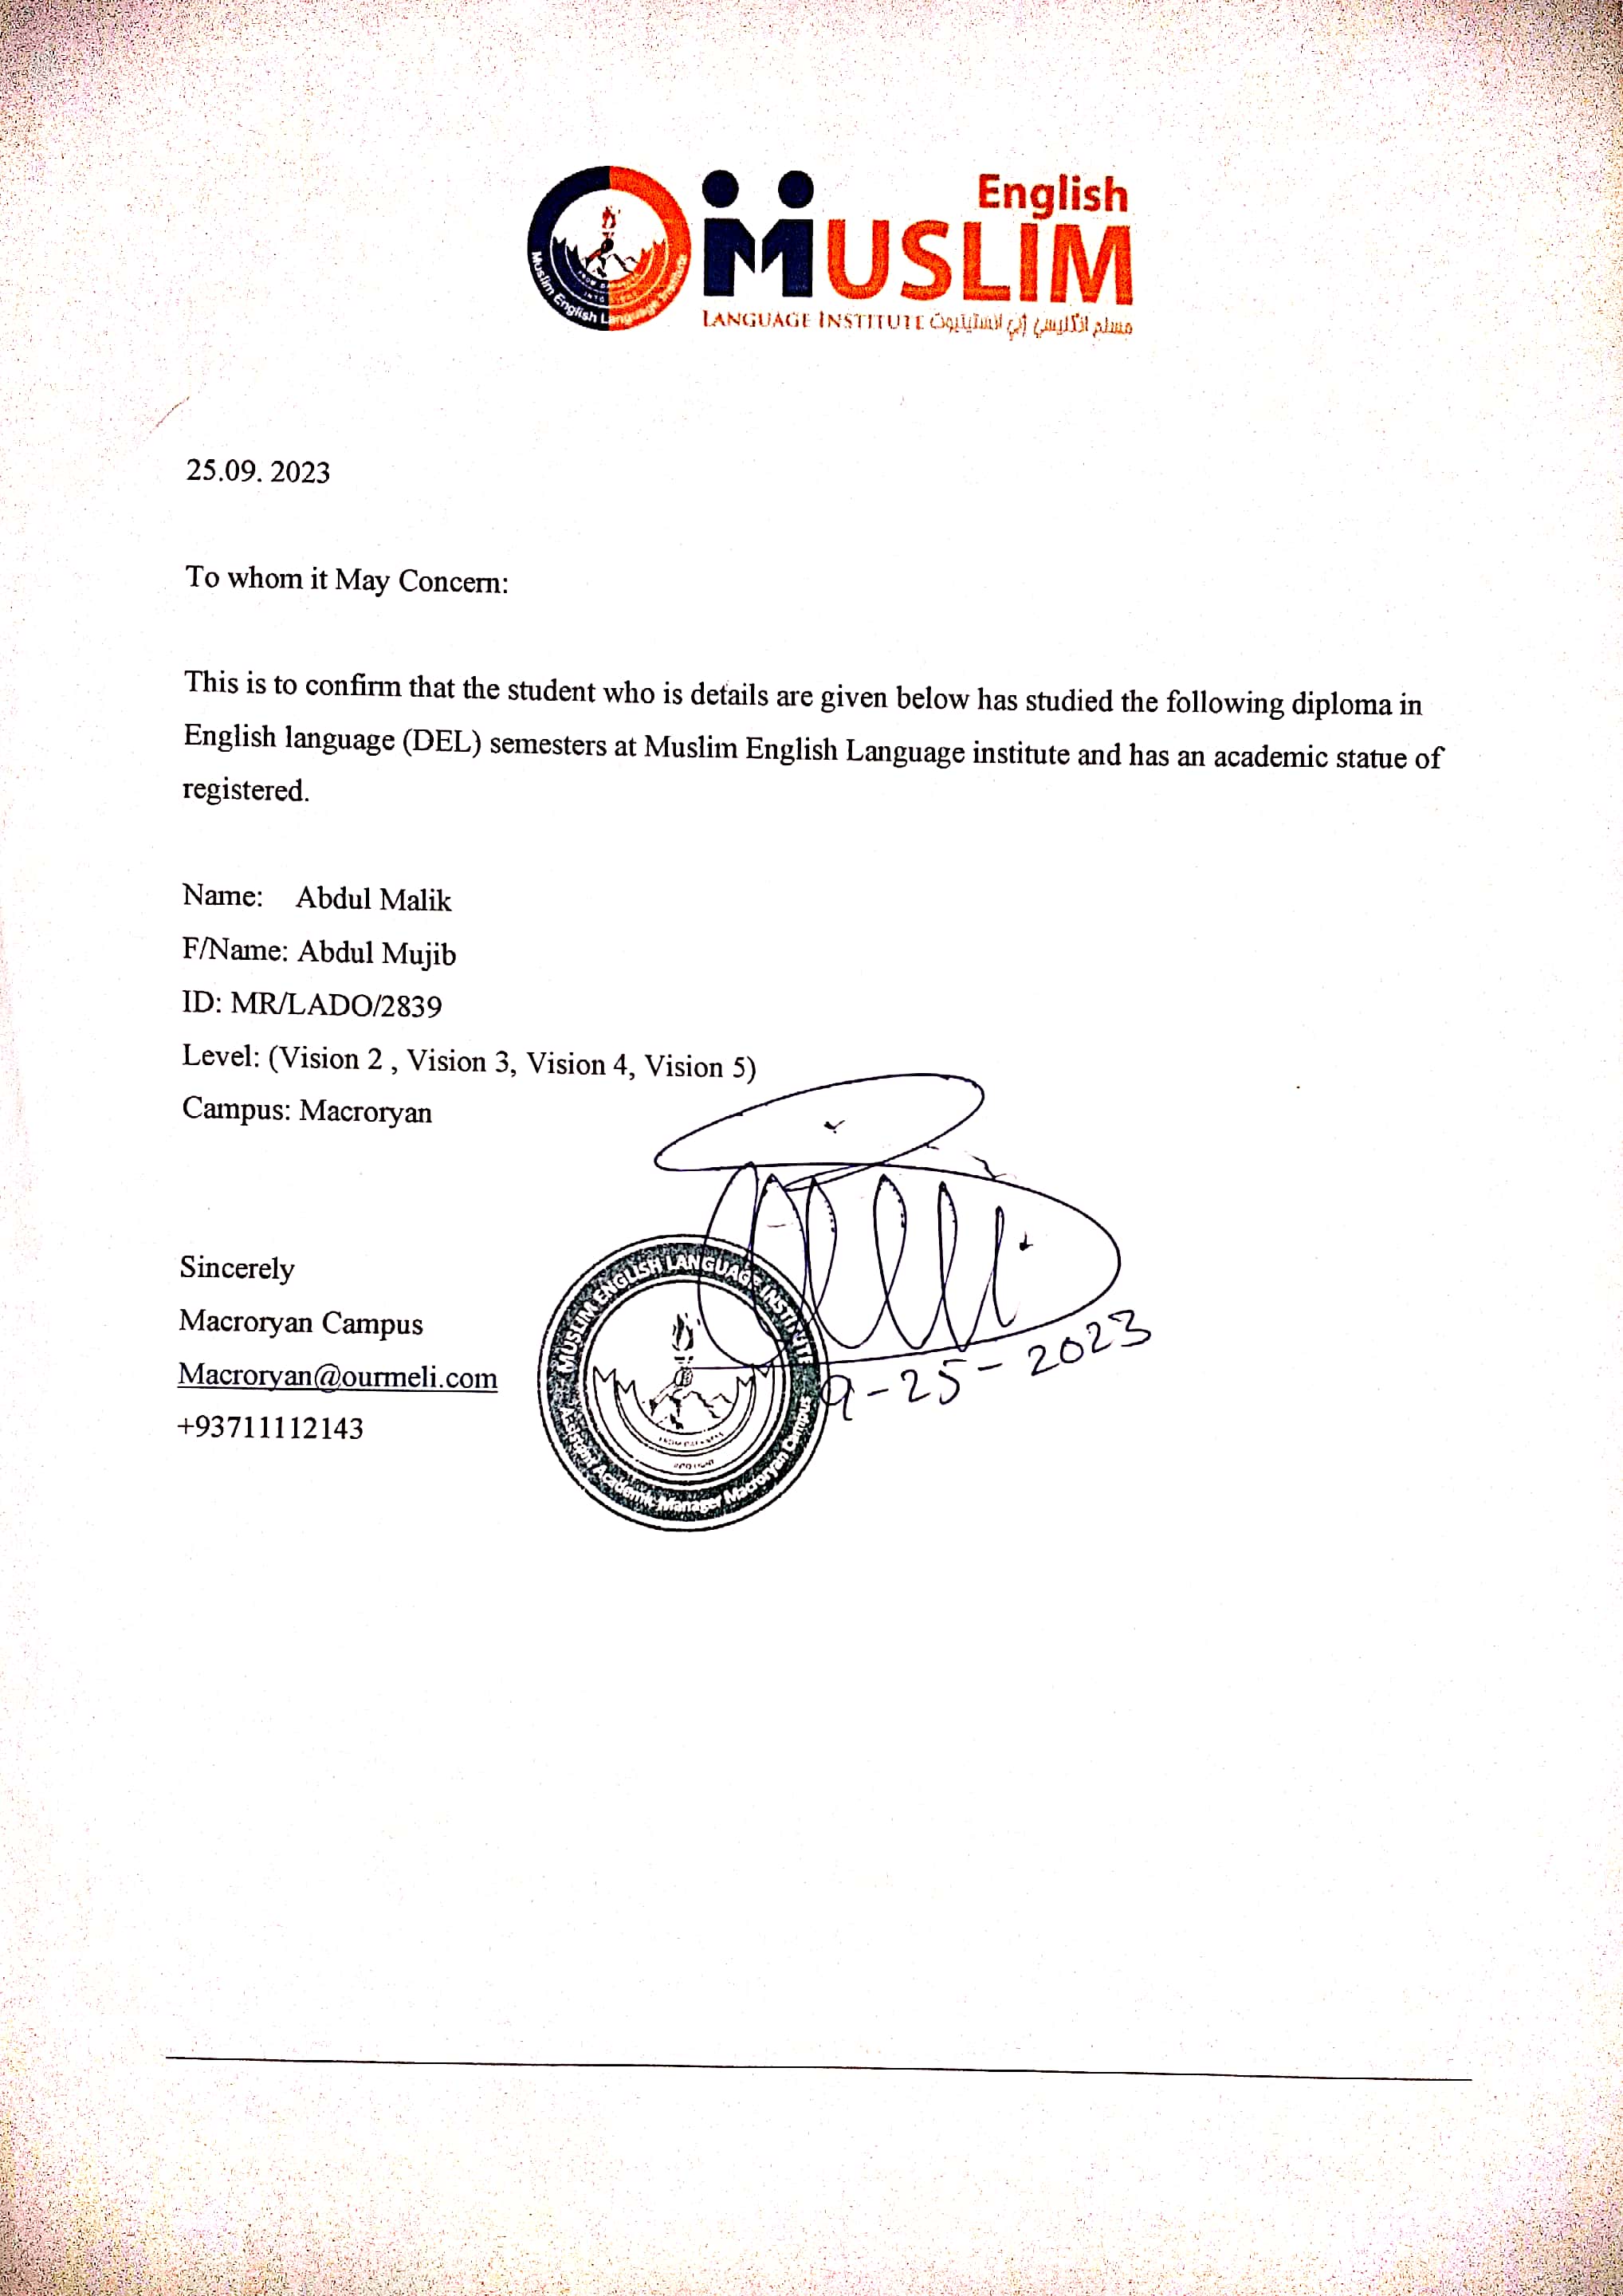 English
MUSLIM
LANGUAGE INSTITUTE مسلم انگلیسي ژبې انستیتیوت
Muslim English Language Institute
25.09. 2023
To whom it May Concern:
This is to confirm that the student who is details are given below has studied the following diploma in
English language (DEL) semesters at Muslim English Language institute and has an academic statue of
registered.
Name: Abdul Malik
F/Name: Abdul Mujib
ID: MR/LADO/2839
Level: (Vision 2 , Vision 3, Vision 4, Vision 5)
Campus: Macroryan
Sincerely
Macroryan Campus
Macroryan@ourmeli.com
+93711112143
MUSLIM ENGLISH LANGUAGE INSTITUTE
Academic Manager Macroryan Campus
9-25-2023